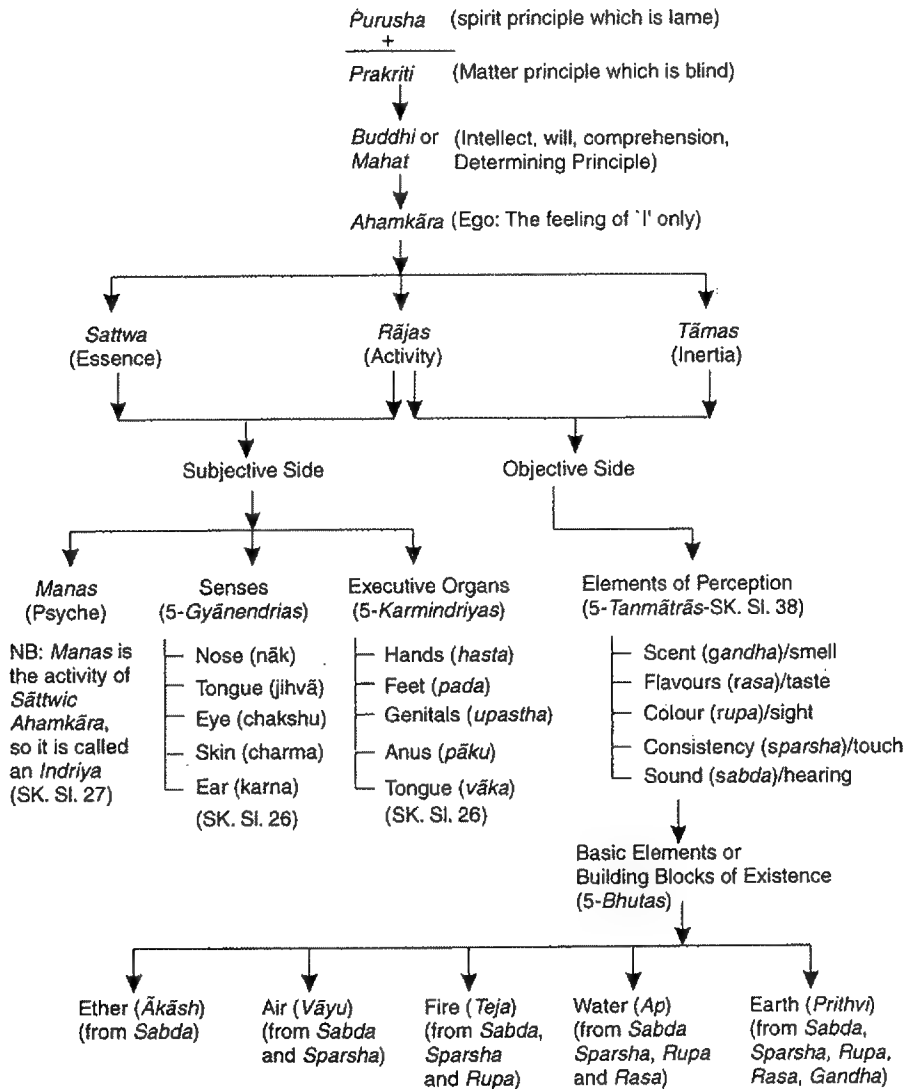 Purusha (spirit principle which is lame)
+
Prakriti (Matter principle which is blind)
Buddhi or (Intellect, will, comprehension,
Mahat Determining Principle)
Ahamkāra (Ego: The feeling of `I' only)
Sattwa
(Essence)
Rājas
(Activity)
Tāmas
(Inertia)
Subjective Side
Objective Side
Manas
(Psyche)
NB: Manas is
the activity of
Sāttwic
Ahamkāra,
so it is called
an Indriya
(SK. Sl. 27)
Senses
(5-Gyānendrias)
Nose (nāk)
Tongue (jihvā)
Eye (chakshu)
Skin (charma)
Ear (karna)
(SK. Sl. 26)
Executive Organs
(5-Karmindriyas)
Hands (hasta)
Feet (pada)
Genitals (upastha)
Anus (pāku)
Tongue (vāka)
(SK. Sl. 26)
Elements of Perception
(5-Tanmātrās-SK. Sl. 38)
Scent (gandha)/smell
Flavours (rasa)/taste
Colour (rupa)/sight
Consistency (sparsha)/touch
Sound (sabda)/hearing
Basic Elements or
Building Blocks of Existence
(5-Bhutas)
Ether (Ākāsh)
(from Sabda)
Air (Vāyu)
(from Sabda
and Sparsha)
Fire (Teja)
(from Sabda,
Sparsha
and Rupa)
Water (Ap)
(from Sabda
Sparsha, Rupa
and Rasa)
Earth (Prithvi)
(from Sabda,
Sparsha, Rupa,
Rasa, Gandha)